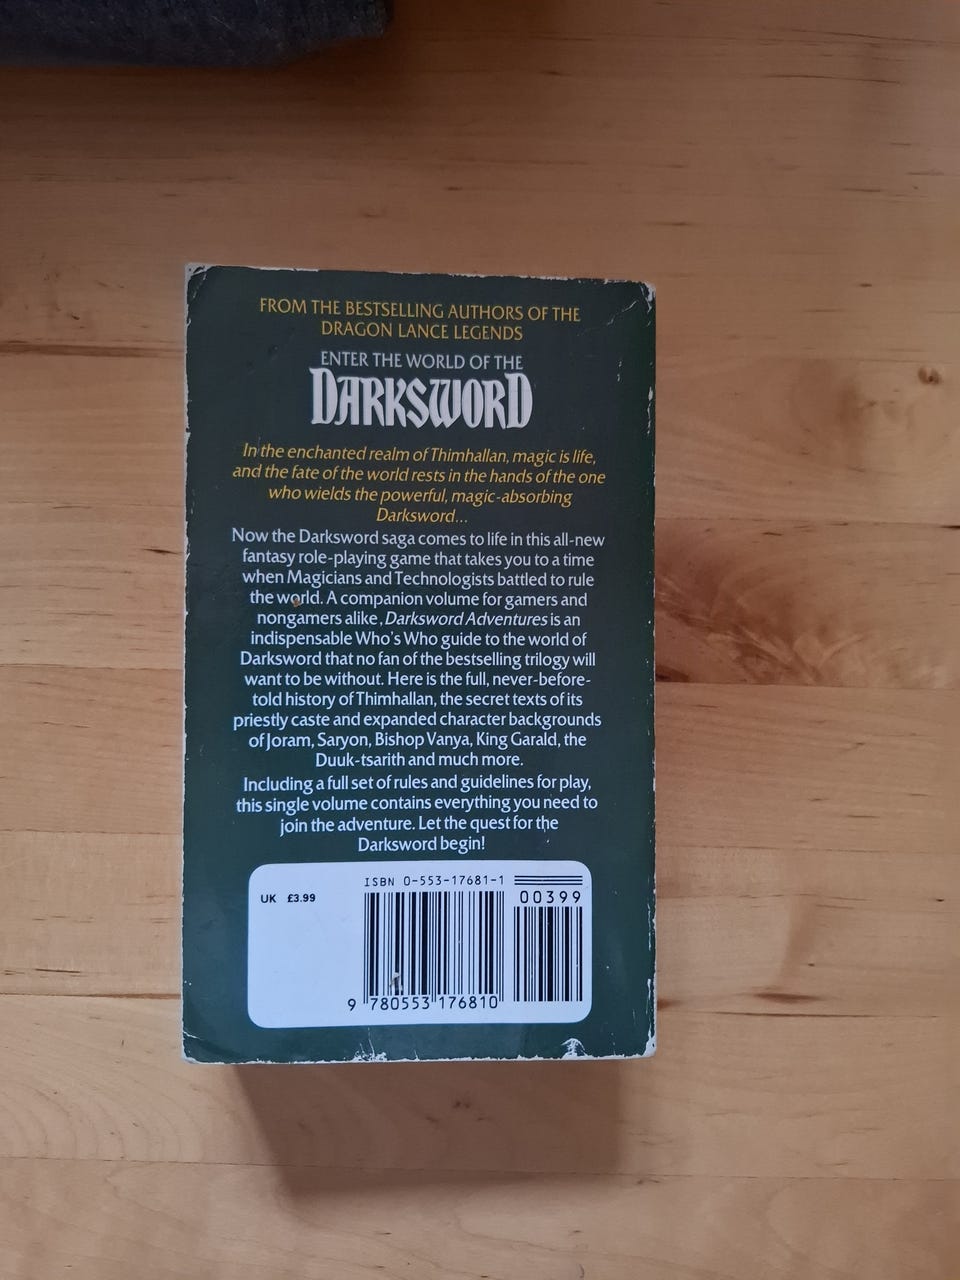 FROM THE BESTSELLING AUTHORS OF THE
DRAGON LANCE LEGENDS
ENTER THE WORLD OF THE
DARKSWORD
In the enchanted realm of Thimhallan, magic is life,
and the fate of the world rests in the hands of the one
who wields the powerful, magic-absorbing
Darksword...
Now the Darksword saga comes to life in this all-new
fantasy role-playing game that takes you to a time
when Magicians and Technologists battled to rule
the world. A companion volume for gamers and
nongamers alike, Darksword Adventures is an
indispensable Who's Who guide to the world of
Darksword that no fan of the bestselling trilogy will
want to be without. Here is the full, never-before-
told history of Thimhallan, the secret texts of its
priestly caste and expanded character backgrounds
of Joram, Saryon, Bishop Vanya, King Garald, the
Duuk-tsarith and much more.
Including a full set of rules and guidelines for play,
this single volume contains everything you need to
join the adventure. Let the quest for the
Darksword begin!
ISBN 0-553-17681-1
UK £3.99
00399
9 780553 176810